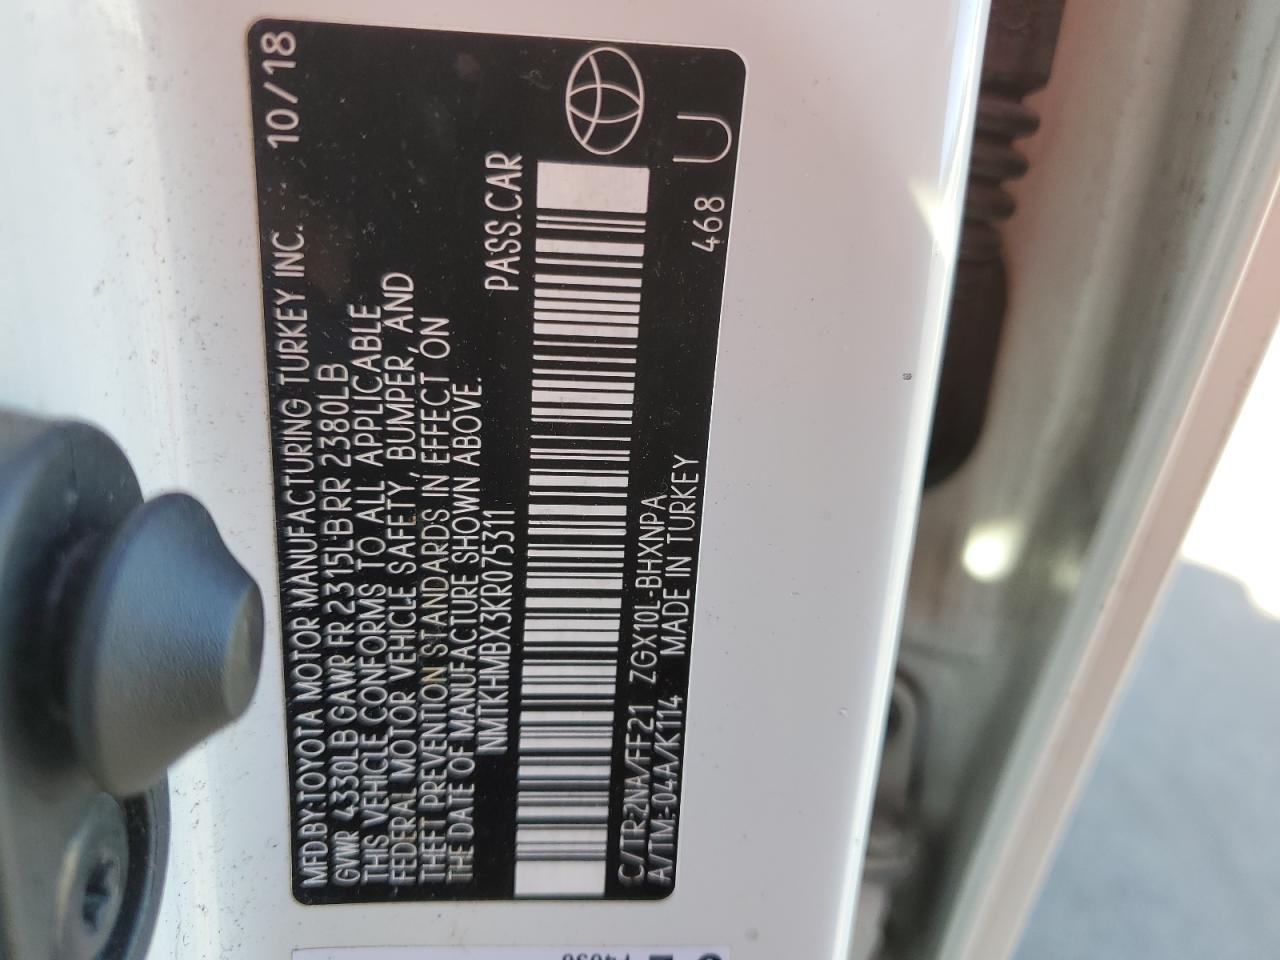 MFD.BY:TOYOTA MOTOR MANUFACTURING TURKEY INC. 10/18
GVWR 4330LB GAWR FR 2315LB RR 2380LB
THIS VEHICLE CONFORMS TO ALL APPLICABLE
FEDERAL MOTOR VEHICLE SAFETY, BUMPER, AND
THEFT PREVENTION STANDARDS IN EFFECT ON
THE DATE OF MANUFACTURE SHOWN ABOVE.
NMTKHMBX3KR075311 PASS.CAR
C/TR:2NA/FF21 ZGX10L-BHXNPA 468
A/TM:-04A/K114 MADE IN TURKEY U